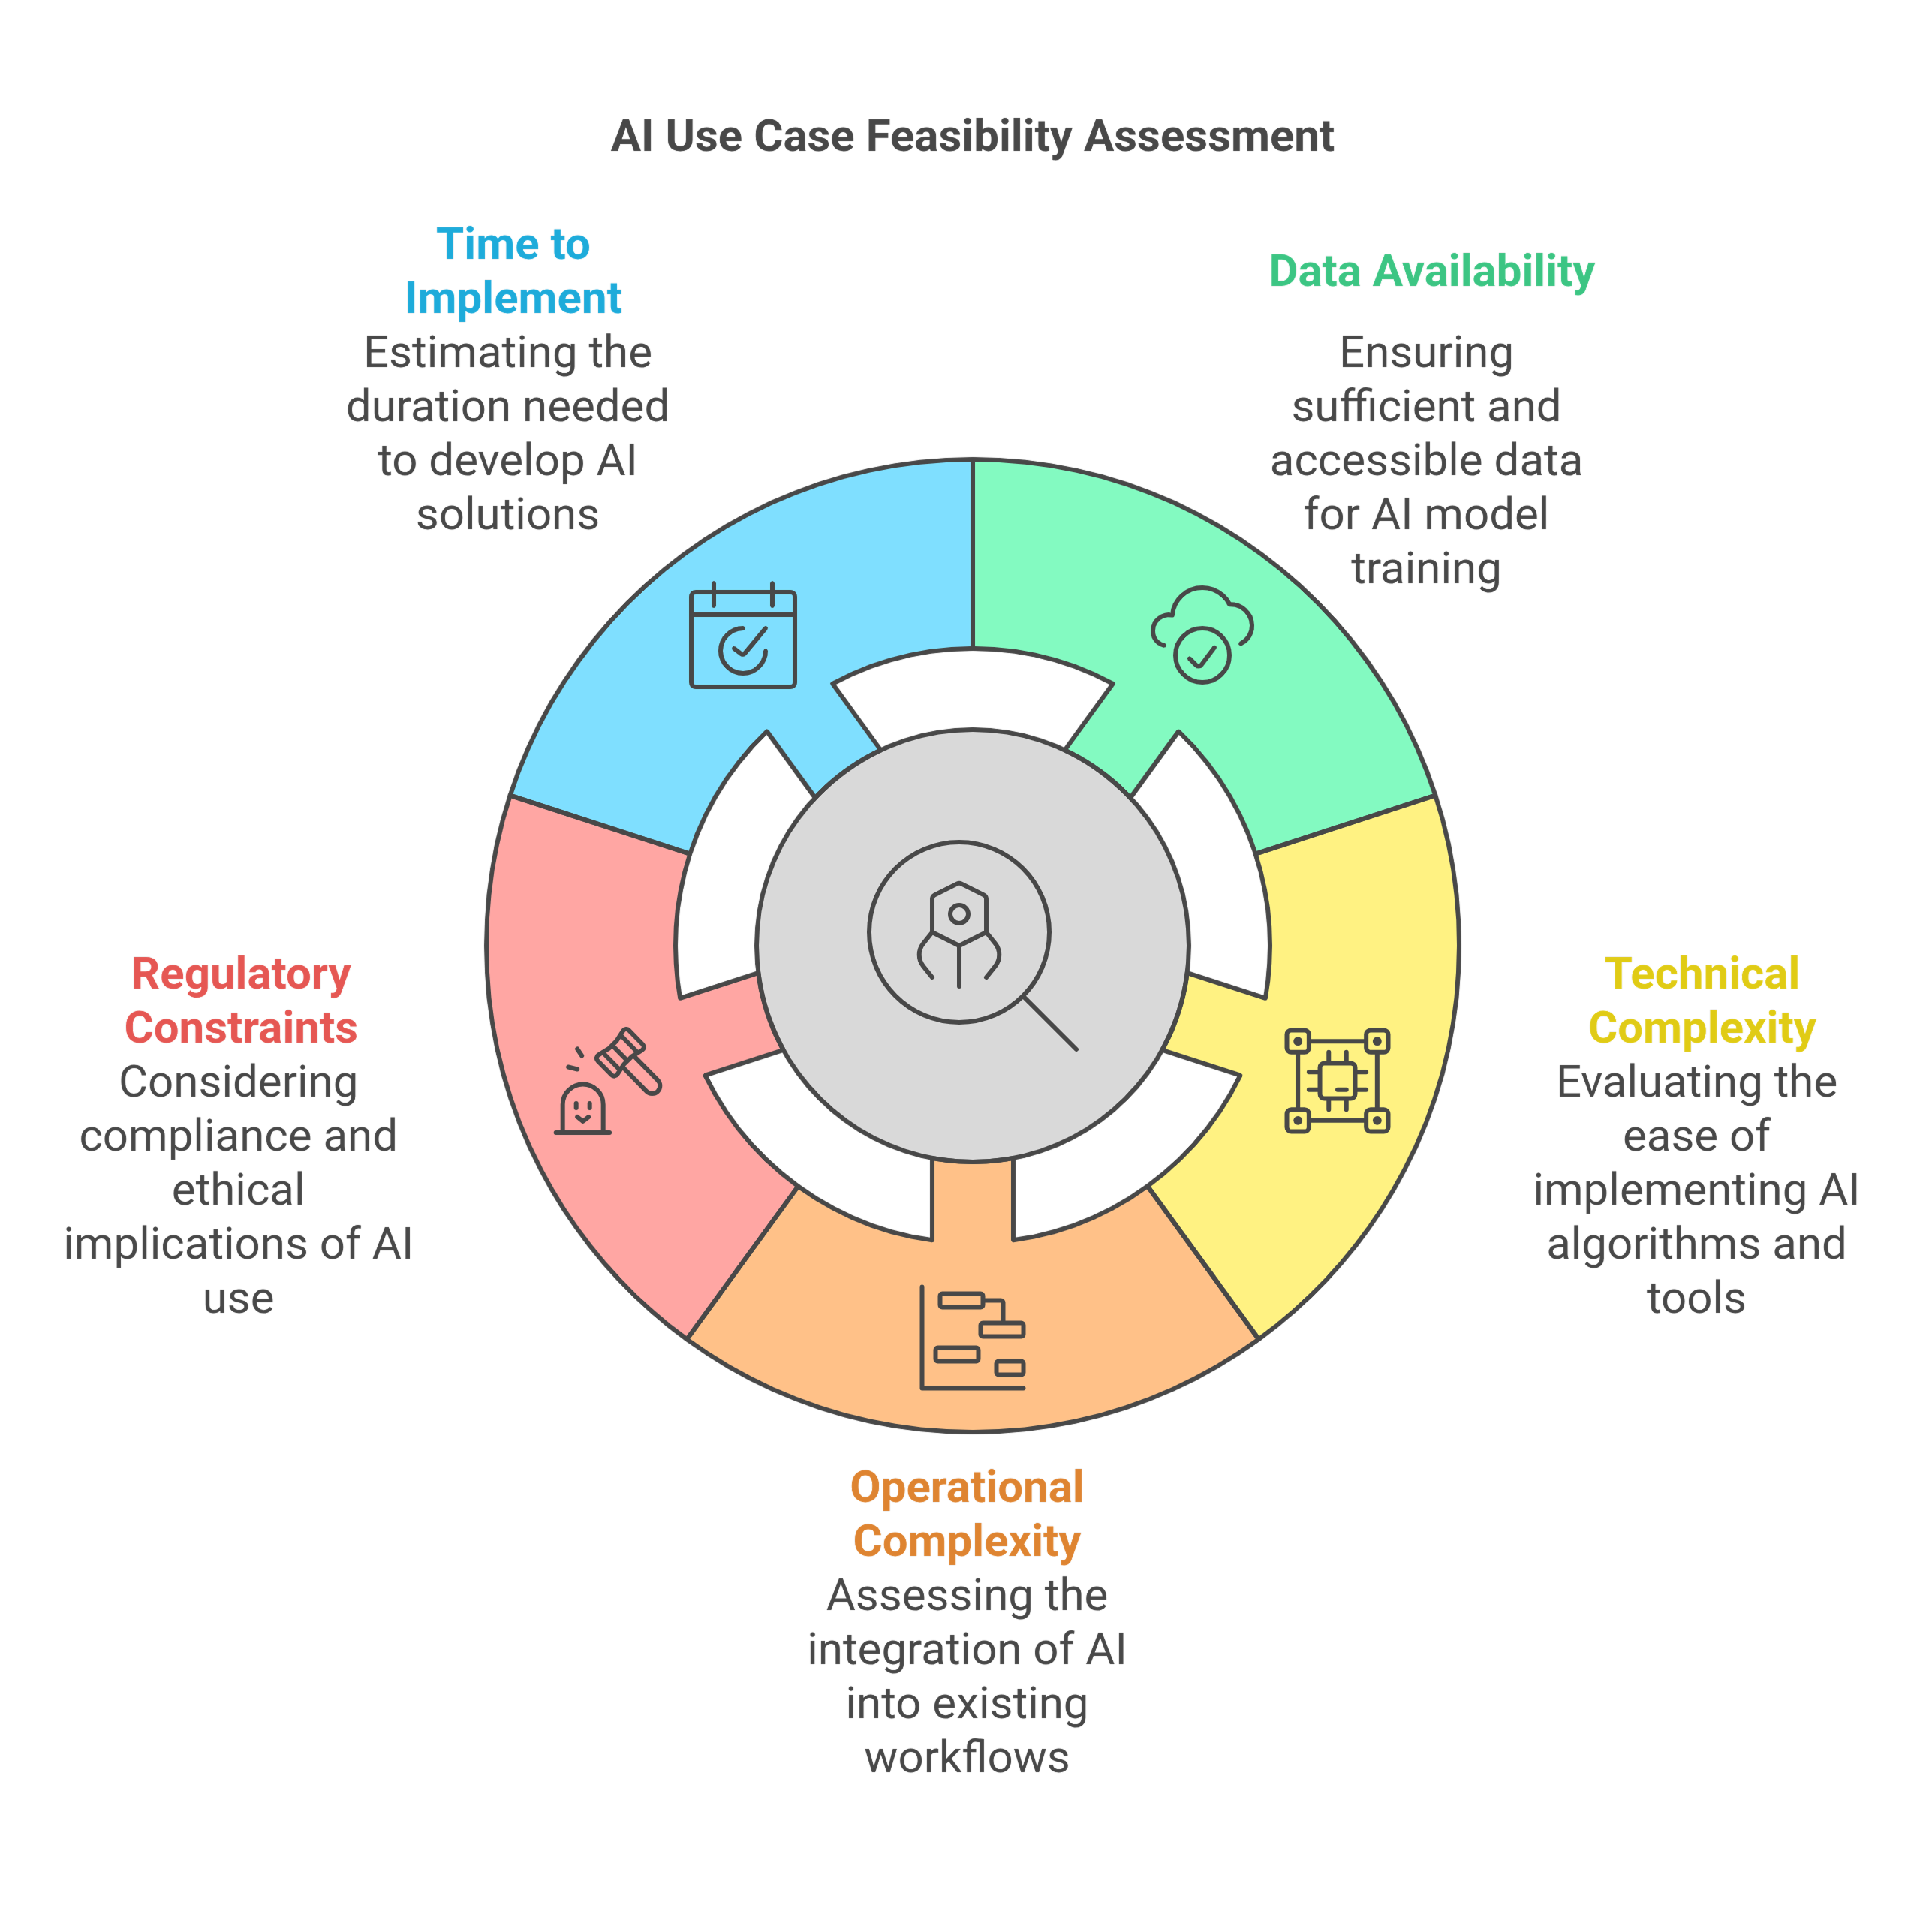 AI Use Case Feasibility Assessment
Time to
Implement
Estimating the
duration needed
to develop AI
solutions
Data Availability
Ensuring
sufficient and
accessible data
for AI model
training
Regulatory
Constraints
Considering
compliance and
ethical
implications of AI
use
Technical
Complexity
Evaluating the
ease of
implementing AI
algorithms and
tools
Operational
Complexity
Assessing the
integration of AI
into existing
workflows